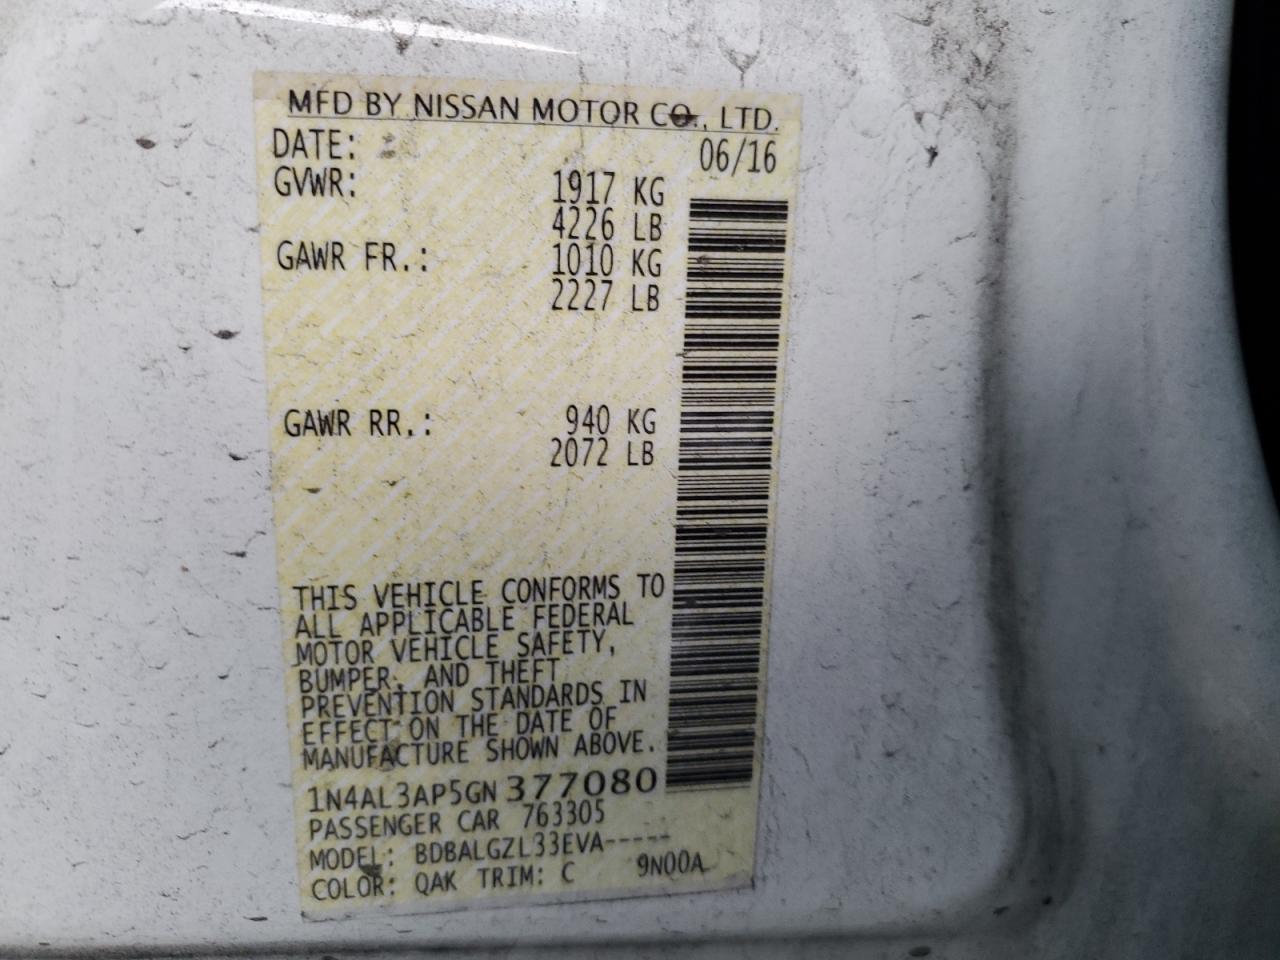 MFD BY NISSAN MOTOR CO., LTD.
DATE: 06/16
GVWR: 1917 KG
4226 LB
GAWR FR.: 1010 KG
2227 LB
GAWR RR.: 940 KG
2072 LB
THIS VEHICLE CONFORMS TO
ALL APPLICABLE FEDERAL
MOTOR VEHICLE SAFETY,
BUMPER, AND THEFT
PREVENTION STANDARDS IN
EFFECT ON THE DATE OF
MANUFACTURE SHOWN ABOVE.
1N4AL3AP5GN377080
PASSENGER CAR 763305
MODEL: BDBALGZL33EVA-----
COLOR: QAK TRIM: C 9N00A